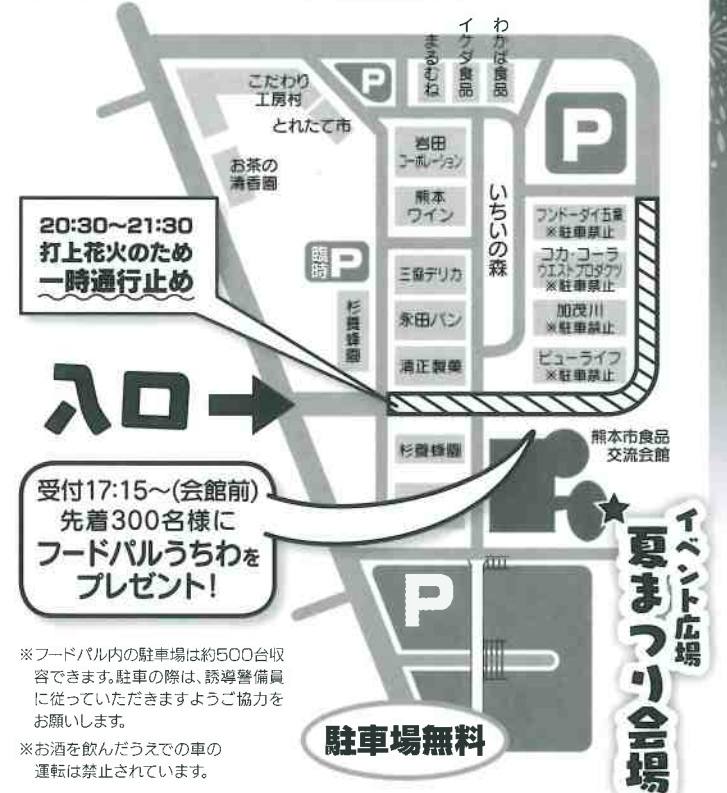 まるむね
イケダ食品
わかば食品
P
こだわり
工房村
とれたて市
お茶の
清香園
P
岩田
コーポレーション
熊本
ワイン
いちいの森
フンドーダイ五葉
※駐車禁止
コカ・コーラ
ウエストプロダクツ
※駐車禁止
加茂川
※駐車禁止
ビューライフ
※駐車禁止
20:30〜21:30
打上花火のため
一時通行止め
臨時
P
杉養蜂園
三協デリカ
永田パン
清正製菓
入口
杉養蜂園
熊本市食品
交流会館
受付17:15〜(会館前)
先着300名様に
フードパルうちわを
プレゼント!
★
イベント広場
夏まつり会場
P
※フードパル内の駐車場は約500台収
容できます。駐車の際は、誘導警備員
に従っていただきますようご協力を
お願いします。
※お酒を飲んだうえでの車の
運転は禁止されています。
駐車場無料